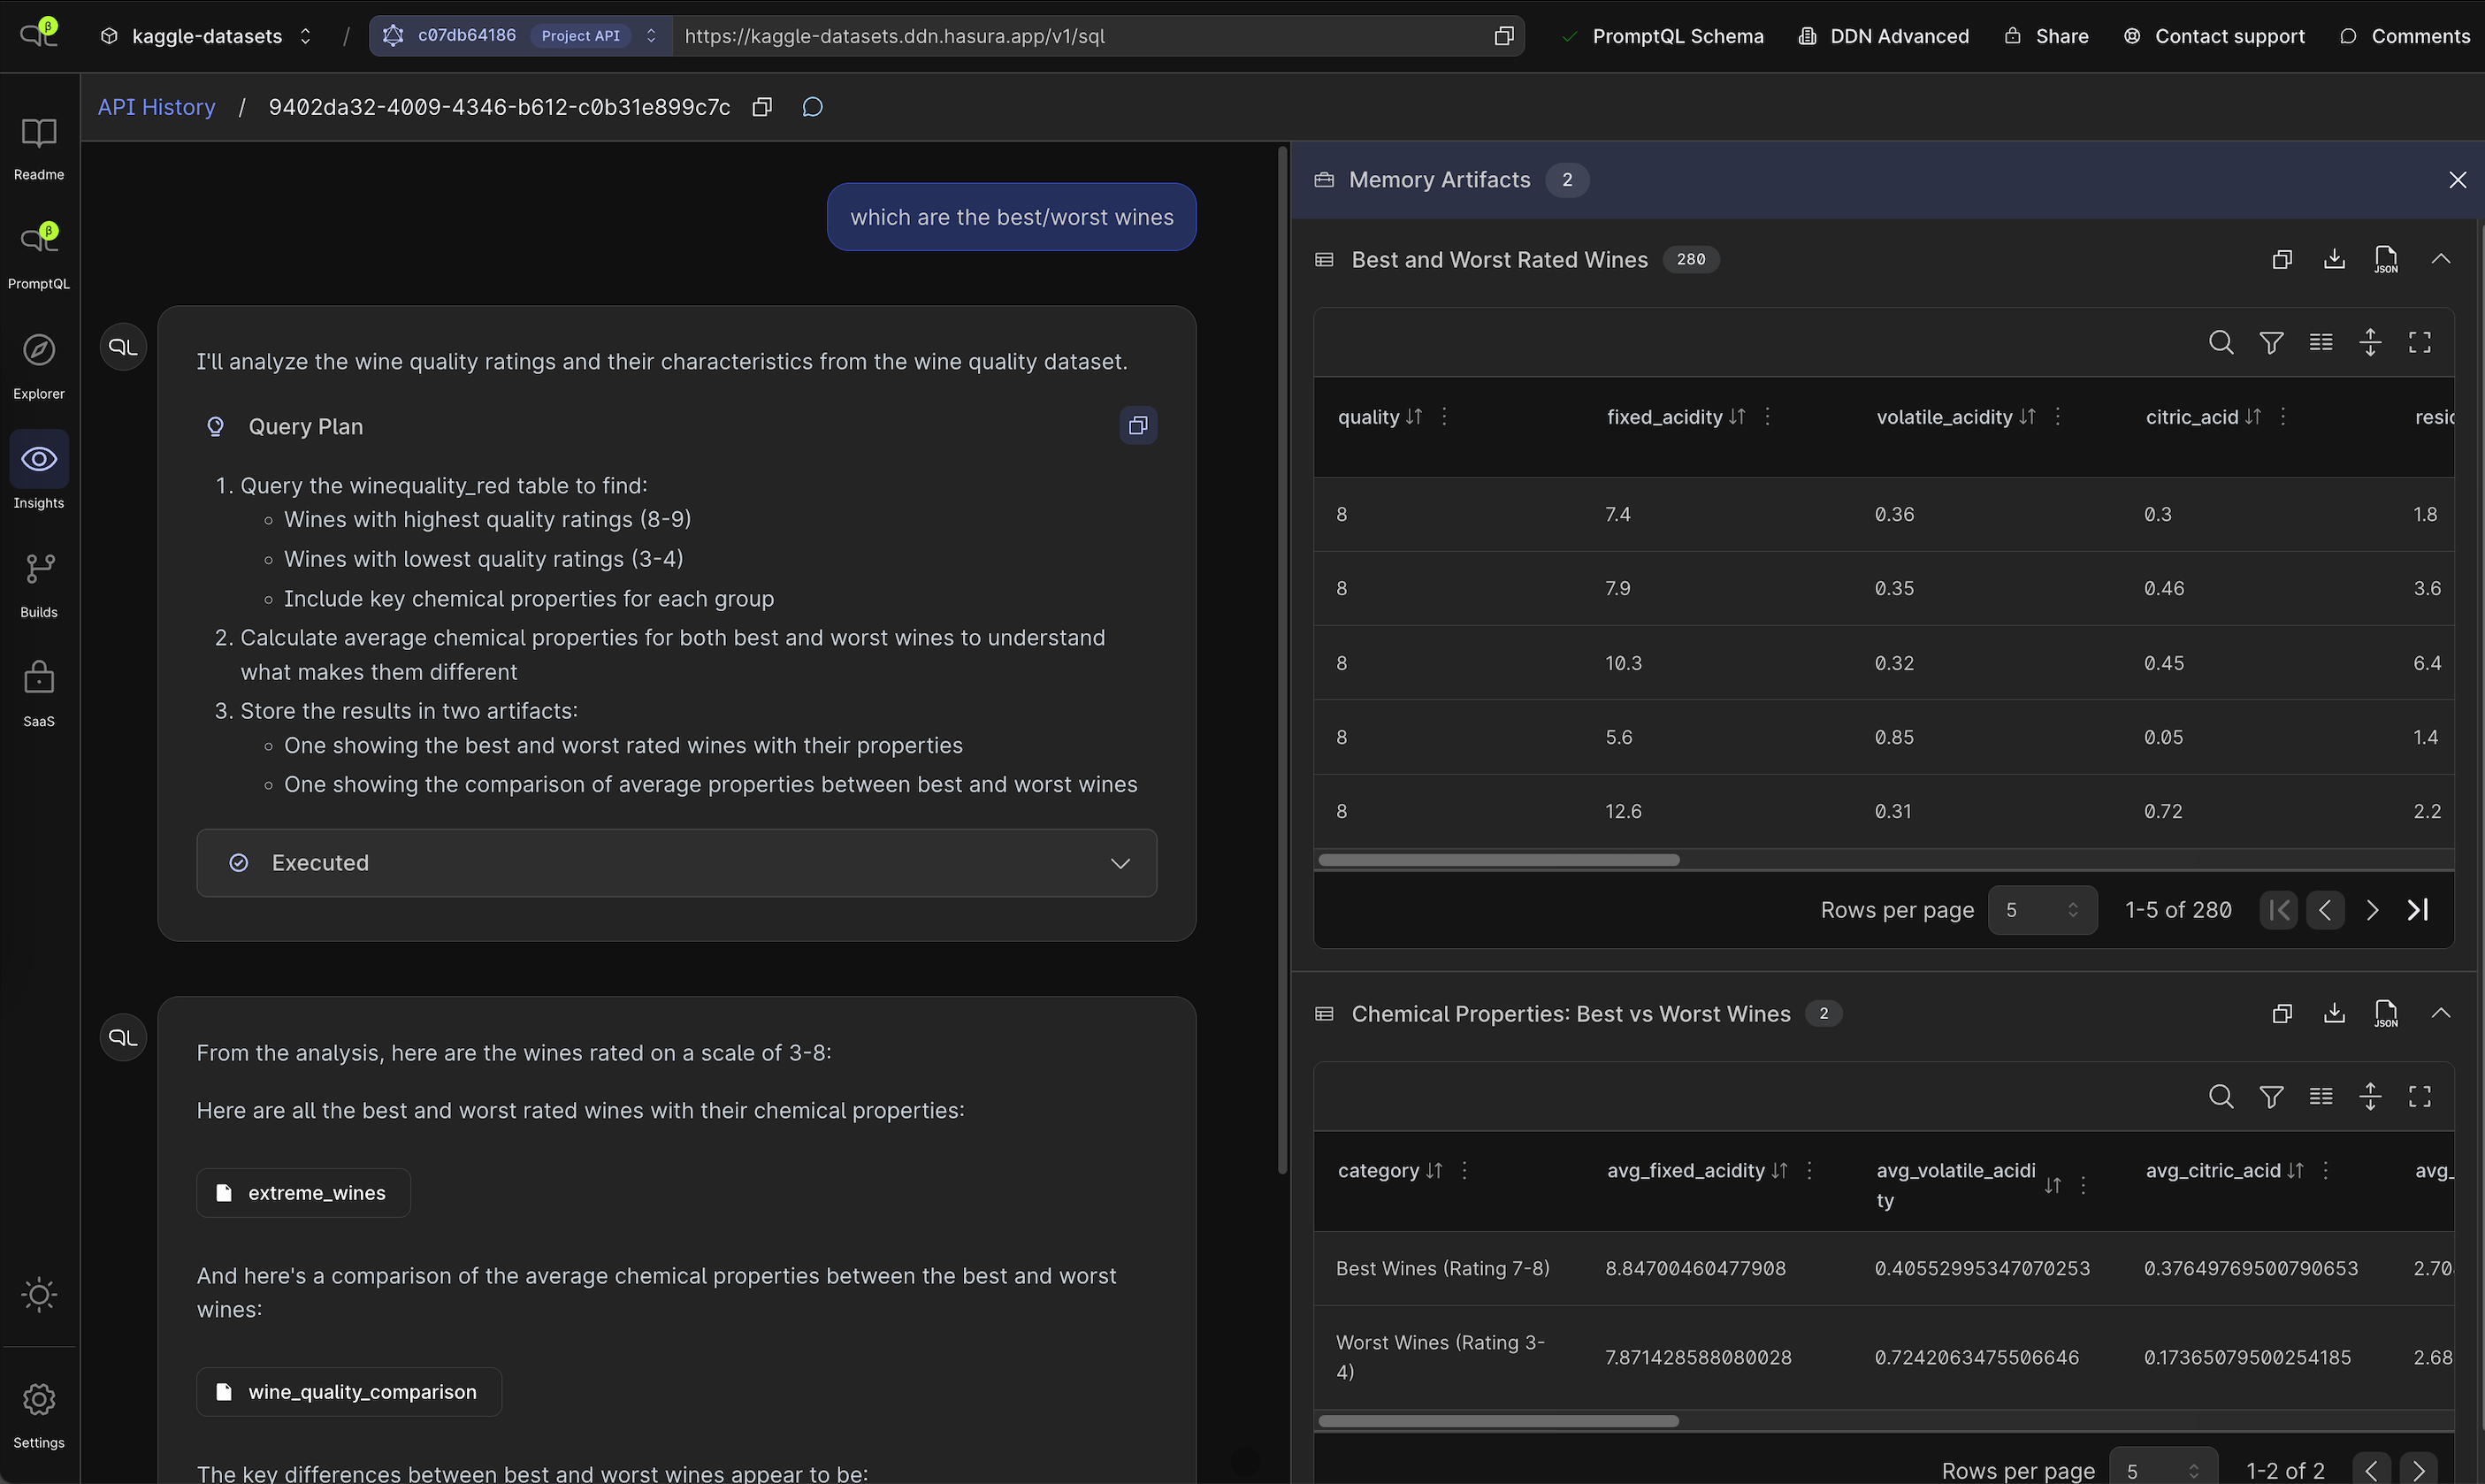 β
kaggle-datasets
/
c07db64186
Project API
https://kaggle-datasets.ddn.hasura.app/v1/sql
PromptQL Schema
DDN Advanced
Share
Contact support
Comments
API History / 9402da32-4009-4346-b612-c0b31e899c7c
Readme
β
PromptQL
Explorer
Insights
Builds
SaaS
Settings
which are the best/worst wines
QL
I'll analyze the wine quality ratings and their characteristics from the wine quality dataset.
Query Plan
1. Query the winequality_red table to find:
◦ Wines with highest quality ratings (8-9)
◦ Wines with lowest quality ratings (3-4)
◦ Include key chemical properties for each group
2. Calculate average chemical properties for both best and worst wines to understand
what makes them different
3. Store the results in two artifacts:
◦ One showing the best and worst rated wines with their properties
◦ One showing the comparison of average properties between best and worst wines
Executed
QL
From the analysis, here are the wines rated on a scale of 3-8:
Here are all the best and worst rated wines with their chemical properties:
extreme_wines
And here's a comparison of the average chemical properties between the best and worst
wines:
wine_quality_comparison
The key differences between best and worst wines appear to be:
Memory Artifacts 2
Best and Worst Rated Wines 280
JSON
quality fixed_acidity volatile_acidity citric_acid resid
8 7.4 0.36 0.3 1.8
8 7.9 0.35 0.46 3.6
8 10.3 0.32 0.45 6.4
8 5.6 0.85 0.05 1.4
8 12.6 0.31 0.72 2.2
Rows per page 5 1-5 of 280
Chemical Properties: Best vs Worst Wines 2
JSON
category avg_fixed_acidity avg_volatile_acidi avg_citric_acid avg_
ty
Best Wines (Rating 7-8) 8.84700460477908 0.40552995347070253 0.37649769500790653 2.70
Worst Wines (Rating 3-
4) 7.871428588080028 0.7242063475506646 0.17365079500254185 2.68
Rows per page 5 1-2 of 2